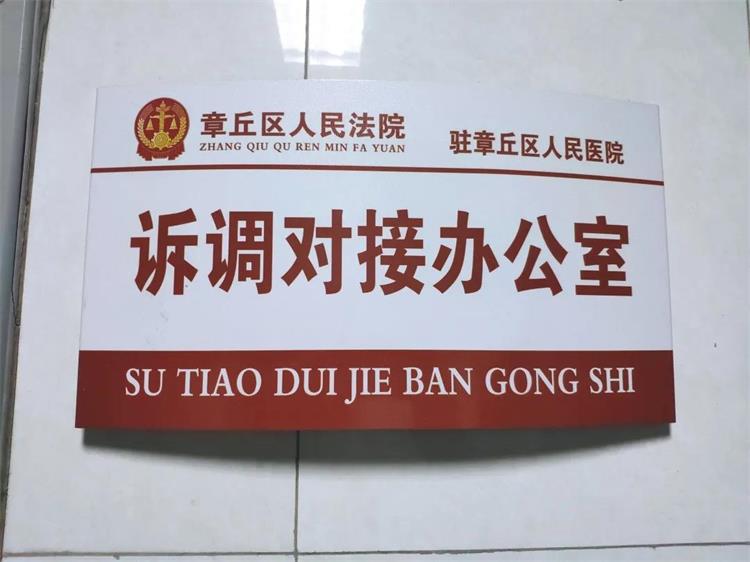 章丘区人民法院
ZHANG QIU QU REN MIN FA YUAN
驻章丘区人民医院
诉调对接办公室
SU TIAO DUI JIE BAN GONG SHI